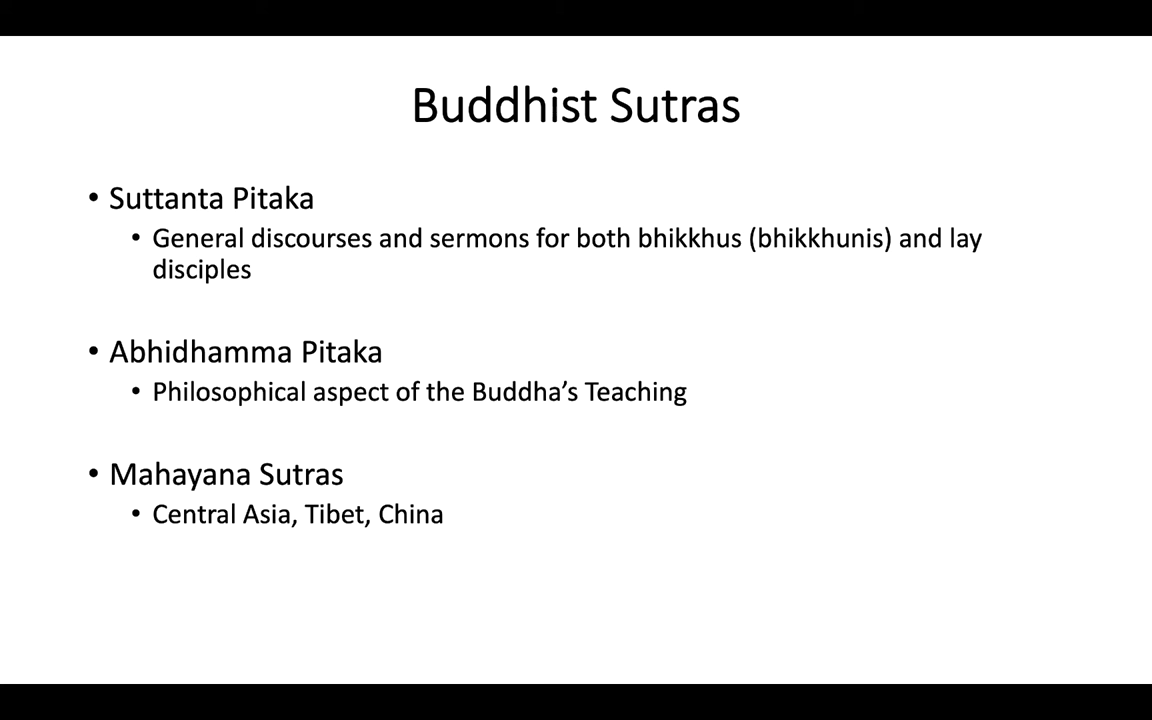 Buddhist Sutras
• Suttanta Pitaka
• General discourses and sermons for both bhikkhus (bhikkhunis) and lay
disciples
• Abhidhamma Pitaka
• Philosophical aspect of the Buddha’s Teaching
• Mahayana Sutras
• Central Asia, Tibet, China